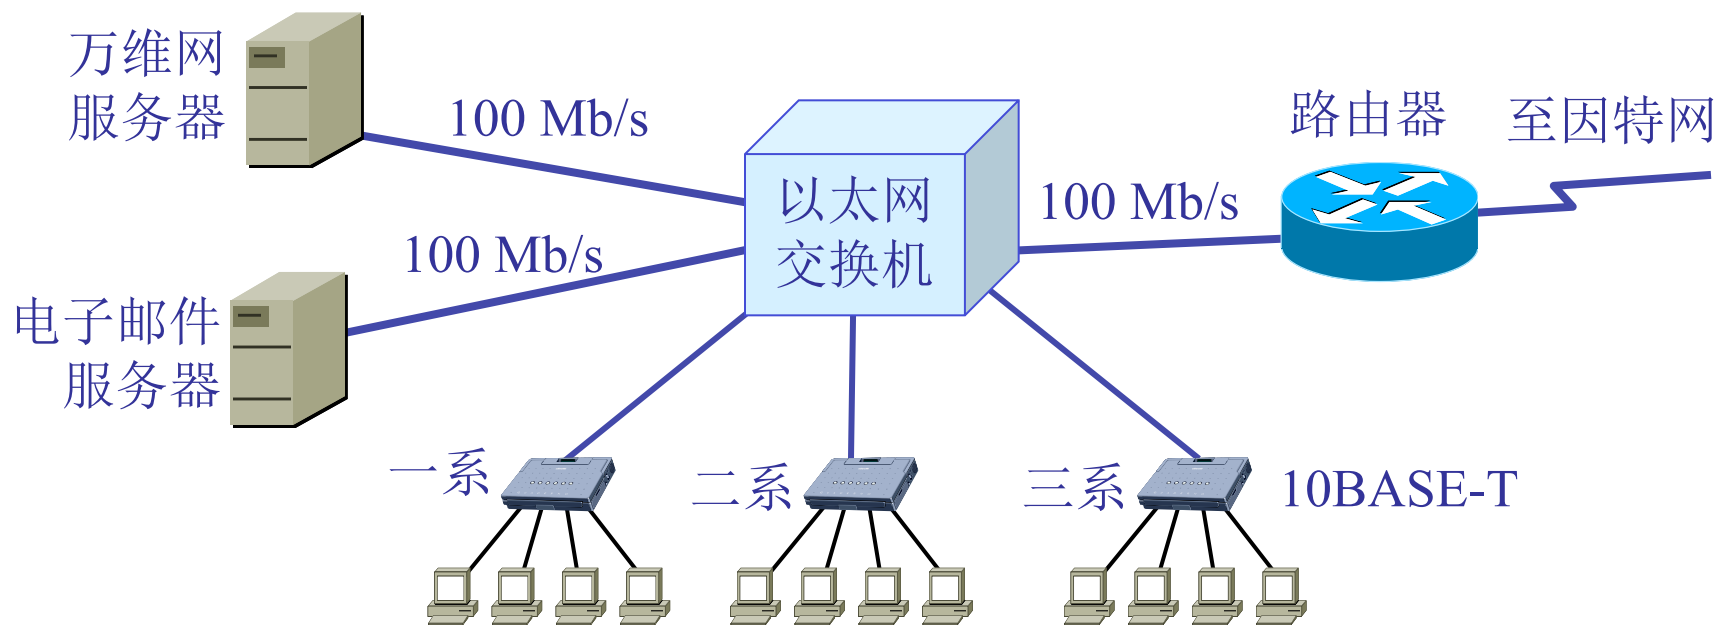 万维网
服务器
100 Mb/s
路由器
至因特网
以太网
交换机
100 Mb/s
100 Mb/s
电子邮件
服务器
一系
二系
三系
10BASE-T